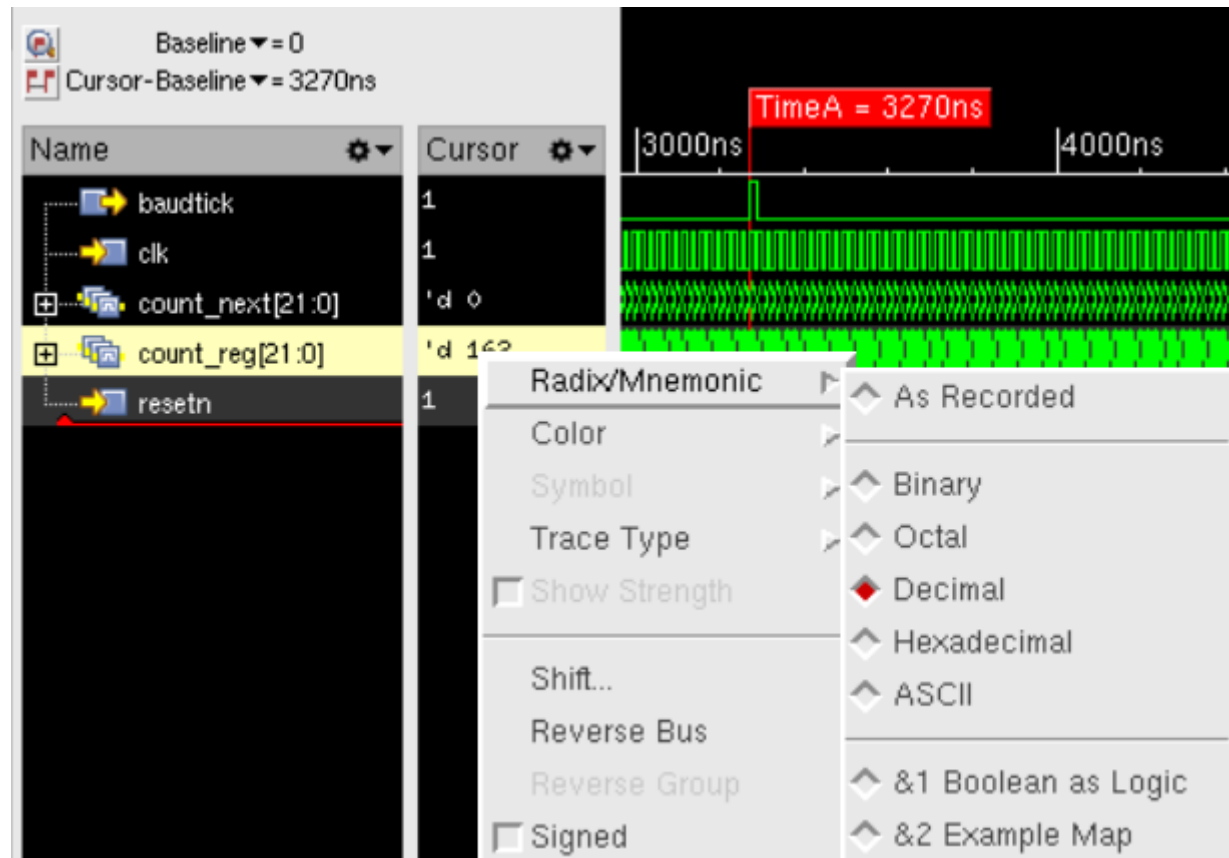 Baseline▾= 0
Cursor-Baseline▾= 3270ns
TimeA = 3270ns
3000ns 4000ns
Name Cursor
baudtick 1
clk 1
count_next[21:0] 'd 0
count_reg[21:0] 'd 162
resetn 1
Radix/Mnemonic
Color
Symbol
Trace Type
Show Strength
Shift...
Reverse Bus
Reverse Group
Signed
As Recorded
Binary
Octal
Decimal
Hexadecimal
ASCII
&1 Boolean as Logic
&2 Example Map